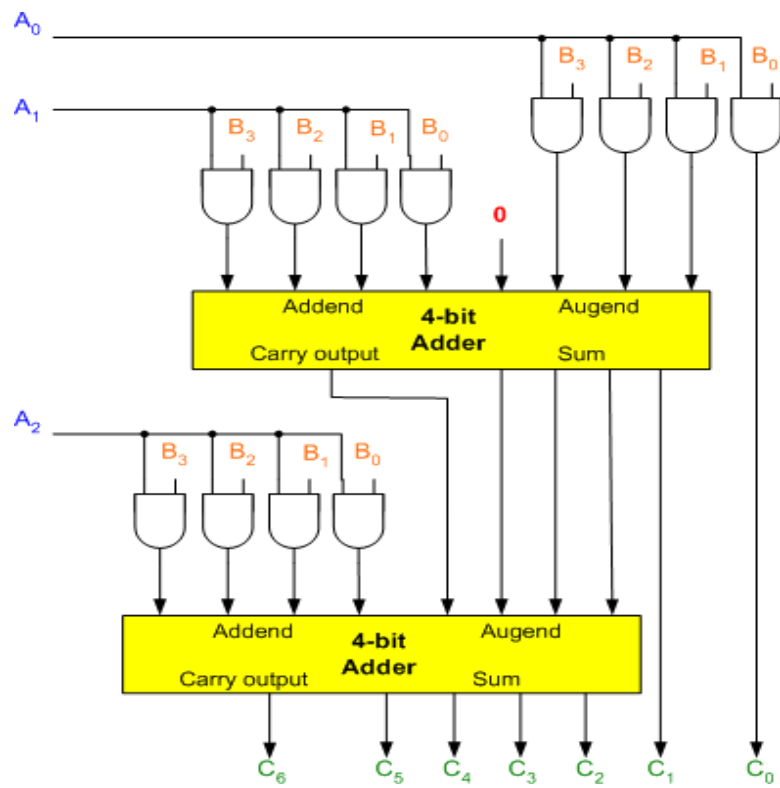 A₀
B₃ B₂ B₁ B₀
A₁
B₃ B₂ B₁ B₀
0
Addend Augend
4-bit
Adder
Carry output Sum
A₂
B₃ B₂ B₁ B₀
Addend Augend
4-bit
Adder
Carry output Sum
C₆ C₅ C₄ C₃ C₂ C₁ C₀